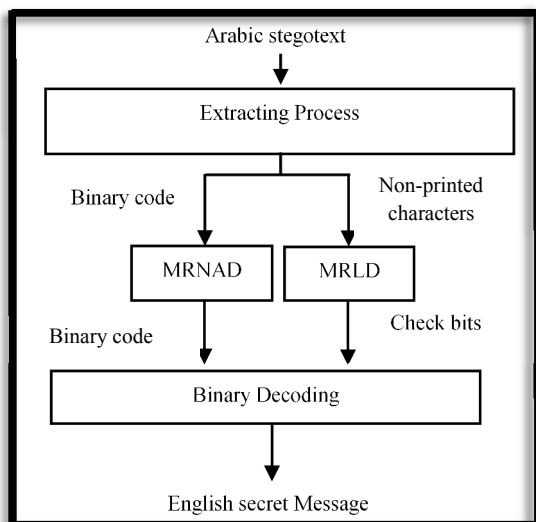 Arabic stegotext
Extracting Process
Binary code
Non-printed
characters
MRNAD
MRLD
Binary code
Check bits
Binary Decoding
English secret Message